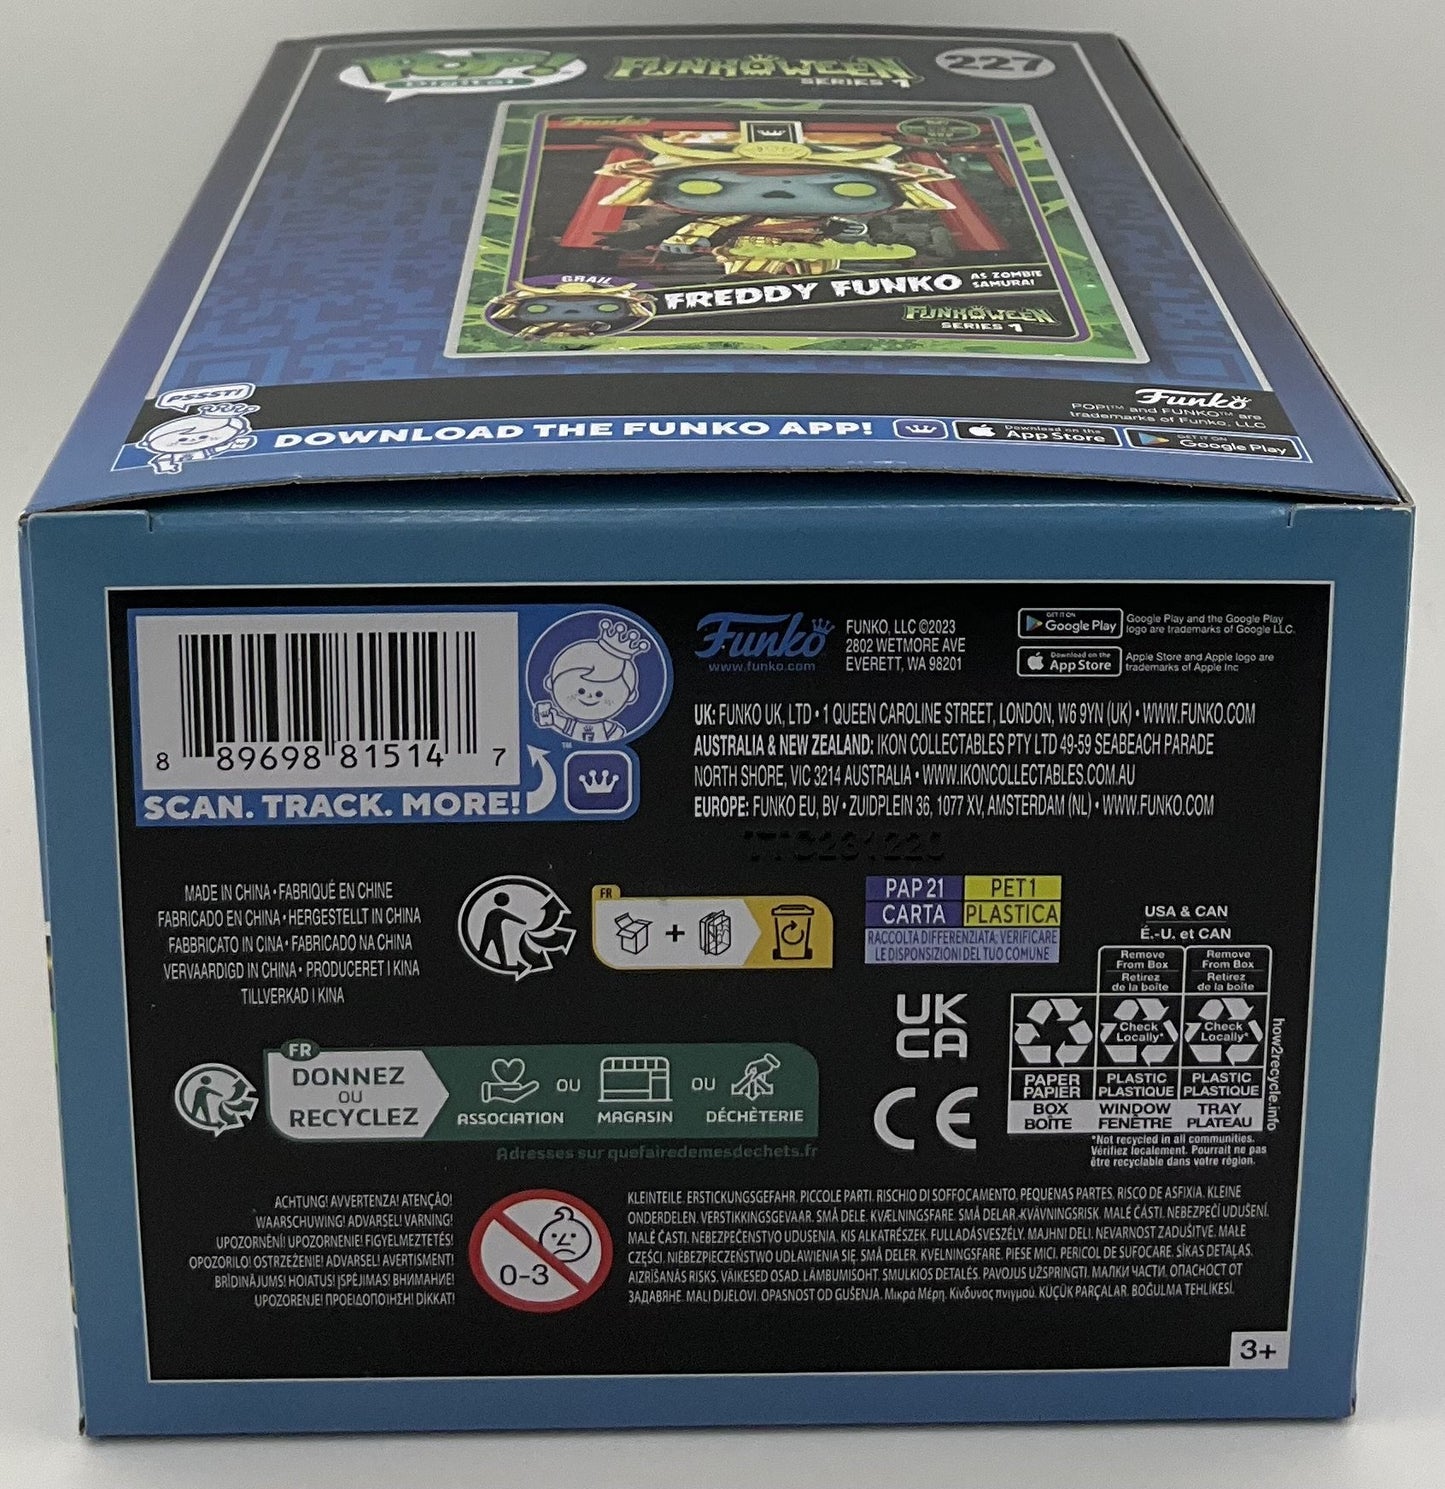 POP!
DIGITAL
FUNKOWEEN
SERIES 1
227
Funko
GRAIL
FREDDY FUNKO
AS ZOMBIE
SAMURAI
FUNKOWEEN
SERIES 1
PSSST!
DOWNLOAD THE FUNKO APP!
Download on the
App Store
GET IT ON
Google Play
Funko
POP!™ and FUNKO™ are
trademarks of Funko, LLC
8 89698 81514 7
SCAN. TRACK. MORE!
™
Funko
www.funko.com
FUNKO, LLC ©2023
2802 WETMORE AVE
EVERETT, WA 98201
GET IT ON
Google Play
Google Play and the Google Play
logo are trademarks of Google LLC.
Download on the
App Store
Apple Store and Apple logo are
trademarks of Apple Inc
UK: FUNKO UK, LTD • 1 QUEEN CAROLINE STREET, LONDON, W6 9YN (UK) • WWW.FUNKO.COM
AUSTRALIA & NEW ZEALAND: IKON COLLECTABLES PTY LTD 49-59 SEABEACH PARADE
NORTH SHORE, VIC 3214 AUSTRALIA • WWW.IKONCOLLECTABLES.COM.AU
EUROPE: FUNKO EU, BV • ZUIDPLEIN 36, 1077 XV, AMSTERDAM (NL) • WWW.FUNKO.COM
MADE IN CHINA • FABRIQUÉ EN CHINE
FABRICADO EN CHINA • HERGESTELLT IN CHINA
FABBRICATO IN CINA • FABRICADO NA CHINA
VERVAARDIGD IN CHINA • PRODUCERET I KINA
TILLVERKAD I KINA
FR
+
PAP 21
PET 1
CARTA
PLASTICA
RACCOLTA DIFFERENZIATA, VERIFICARE
LE DISPONSIZIONI DEL TUO COMUNE
USA & CAN
É.-U. et CAN
Remove
From Box
Retirez
de la boîte
Remove
From Box
Retirez
de la boîte
Check
Locally*
Check
Locally*
PAPER
PAPIER
PLASTIC
PLASTIQUE
PLASTIC
PLASTIQUE
BOX
BOÎTE
WINDOW
FENÊTRE
TRAY
PLATEAU
how2recycle.info
*Not recycled in all communities.
Vérifiez localement. Pourrait ne pas
être recyclable dans votre région.
UK
CA
CE
FR
DONNEZ
OU
RECYCLEZ
ASSOCIATION
OU
MAGASIN
OU
DÉCHÈTERIE
Adresses sur quefairedemesdechets.fr
ACHTUNG! AVVERTENZA! ATENÇÃO!
WAARSCHUWING! ADVARSEL! VARNING!
UPOZORNĚNÍ! UPOZORNENIE! FIGYELMEZTETÉS!
OPOZORILO! OSTRZEŻENIE! ADVARSEL! AVERTISMENT!
BRĪDINĀJUMS! HOIATUS! ĮSPĖJIMAS! ВНИМАНИЕ!
UPOZORENJE! ΠΡΟΕΙΔΟΠΟΙΗΣΗ! DİKKAT!
0-3
KLEINTEILE. ERSTICKUNGSGEFAHR. PICCOLE PARTI. RISCHIO DI SOFFOCAMENTO. PEQUENAS PARTES. RISCO DE ASFIXIA. KLEINE
ONDERDELEN. VERSTIKKINGSGEVAAR. SMÅ DELE. KVÆLNINGSFARE. SMÅ DELAR. KVÄVNINGSRISK. MALÉ ČÁSTI. NEBEZPEČÍ UDUŠENÍ.
MALÉ ČASTI. NEBEZPEČENSTVO UDUSENIA. KIS ALKATRÉSZEK. FULLADÁSVESZÉLY. MAJHNI DELI. NEVARNOST ZADUŠITVE. MAŁE
CZĘŚCI. NIEBEZPIECZEŃSTWO UDŁAWIENIA SIĘ. SMÅ DELER. KVELNINGSFARE. PIESE MICI. PERICOL DE SUFOCARE. SĪKAS DETAĻAS.
AIZRĪŠANĀS RISKS. VÄIKESED OSAD. LÄMBUMISOHT. SMULKIOS DETALĖS. PAVOJUS UŽSPRINGTI. МАЛКИ ЧАСТИ. ОПАСНОСТ ОТ
ЗАДАВЯНЕ. MALI DIJELOVI. OPASNOST OD GUŠENJA. Μικρά Μέρη. Κίνδυνος πνιγμού. KÜÇÜK PARÇALAR. BOĞULMA TEHLİKESİ.
3+